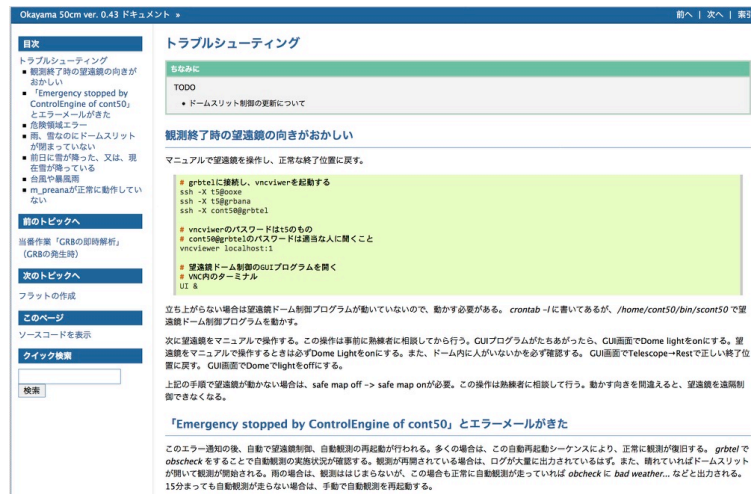 Okayama 50cm ver. 0.43 ドキュメント »
前へ | 次へ | 索引
目次
トラブルシューティング
観測終了時の望遠鏡の向きが
おかしい
「Emergency stopped by
ControlEngine of cont50」
とエラーメールがきた
危険領域エラー
雨、雪なのにドームスリット
が閉まっていない
前日に雪が降った、又は、現
在雪が降っている
台風や暴風雨
m_preanaが正常に動作してい
ない
前のトピックへ
当番作業「GRBの即時解析」
（GRBの発生時）
次のトピックへ
フラットの作成
このページ
ソースコードを表示
クイック検索
検索
トラブルシューティング
ちなみに
TODO
• ドームスリット制御の更新について
観測終了時の望遠鏡の向きがおかしい
マニュアルで望遠鏡を操作し、正常な終了位置に戻す。
# grbtelに接続し、vncviwerを起動する
ssh -X t5@ooxe
ssh -X t5@grbana
ssh -X cont50@grbtel
# vncviwerのパスワードはt5のもの
# cont50@grbtelのパスワードは適当な人に聞くこと
vncviewer localhost:1
# 望遠鏡ドーム制御のGUIプログラムを開く
# VNC内のターミナル
UI &
立ち上がらない場合は望遠鏡ドーム制御プログラムが動いていないので、動かす必要がある。 crontab -l に書いてあるが、/home/cont50/bin/scont50 で望
遠鏡ドーム制御プログラムを動かす。
次に望遠鏡をマニュアルで操作する。この操作は事前に熟練者に相談してから行う。GUIプログラムがたちあがったら、GUI画面でDome lightをonにする。望
遠鏡をマニュアルで操作するときは必ずDome Lightをonにする。また、ドーム内に人がいないかを必ず確認する。 GUI画面でTelescope→Restで正しい終了位
置に戻す。 GUI画面でDomeでlightをoffにする。
上記の手順で望遠鏡が動かない場合は、safe map off -> safe map onが必要。この操作は熟練者に相談して行う。動かす向きを間違えると、望遠鏡を遠隔制
御できなくなる。
「Emergency stopped by ControlEngine of cont50」とエラーメールがきた
このエラー通知の後、自動で望遠鏡制御、自動観測の再起動が行われる。多くの場合は、この自動再起動シーケンスにより、正常に観測が復旧する。 grbtel で
obscheck をすることで自動観測の実施状況が確認する。観測が再開されている場合は、ログが大量に出力されているはず。また、晴れていればドームスリット
が開いて観測が開始される。雨の場合は、観測ははじまらないが、この場合も正常に自動観測が走っていれば obcheck に bad weather... などと出力される。
15分まっても自動観測が走らない場合は、手動で自動観測を再起動する。